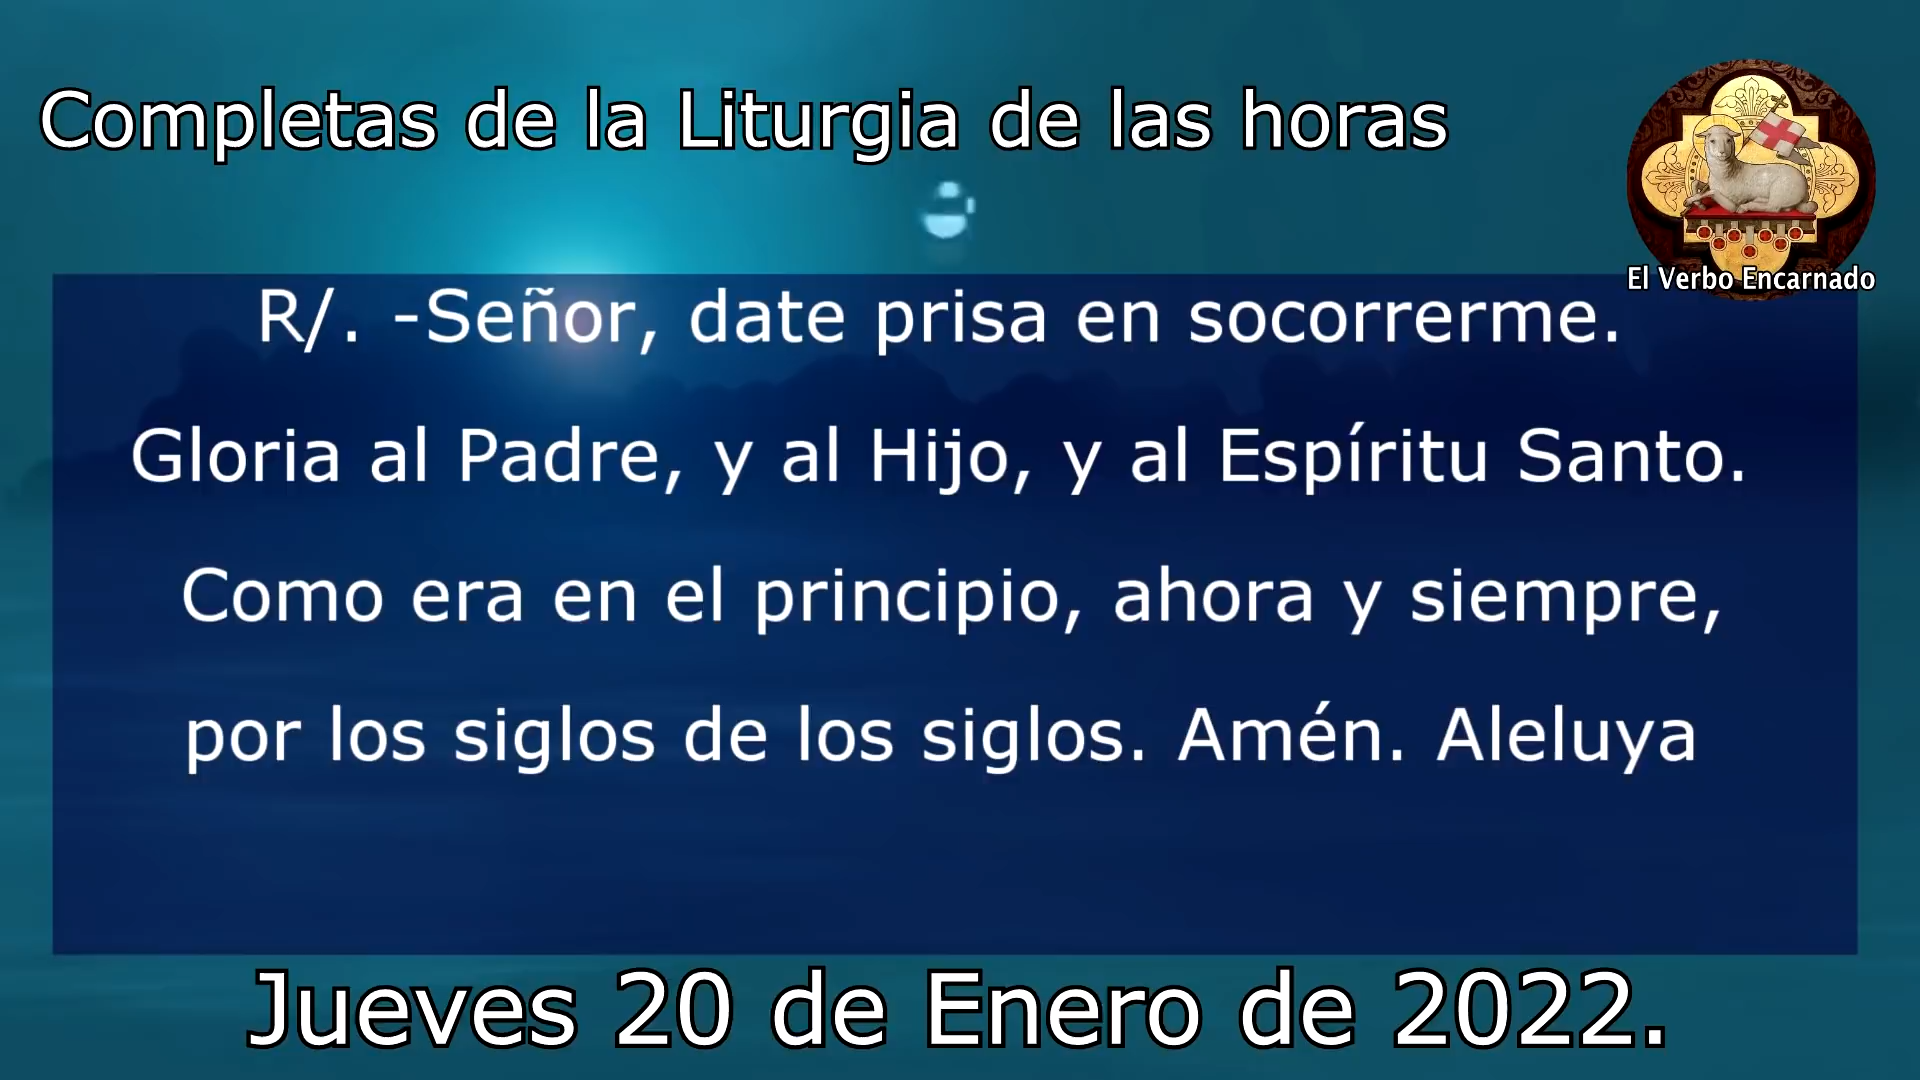 Completas de la Liturgia de las horas
El Verbo Encarnado
R/. -Señor, date prisa en socorrerme.
Gloria al Padre, y al Hijo, y al Espíritu Santo.
Como era en el principio, ahora y siempre,
por los siglos de los siglos. Amén. Aleluya
Jueves 20 de Enero de 2022.